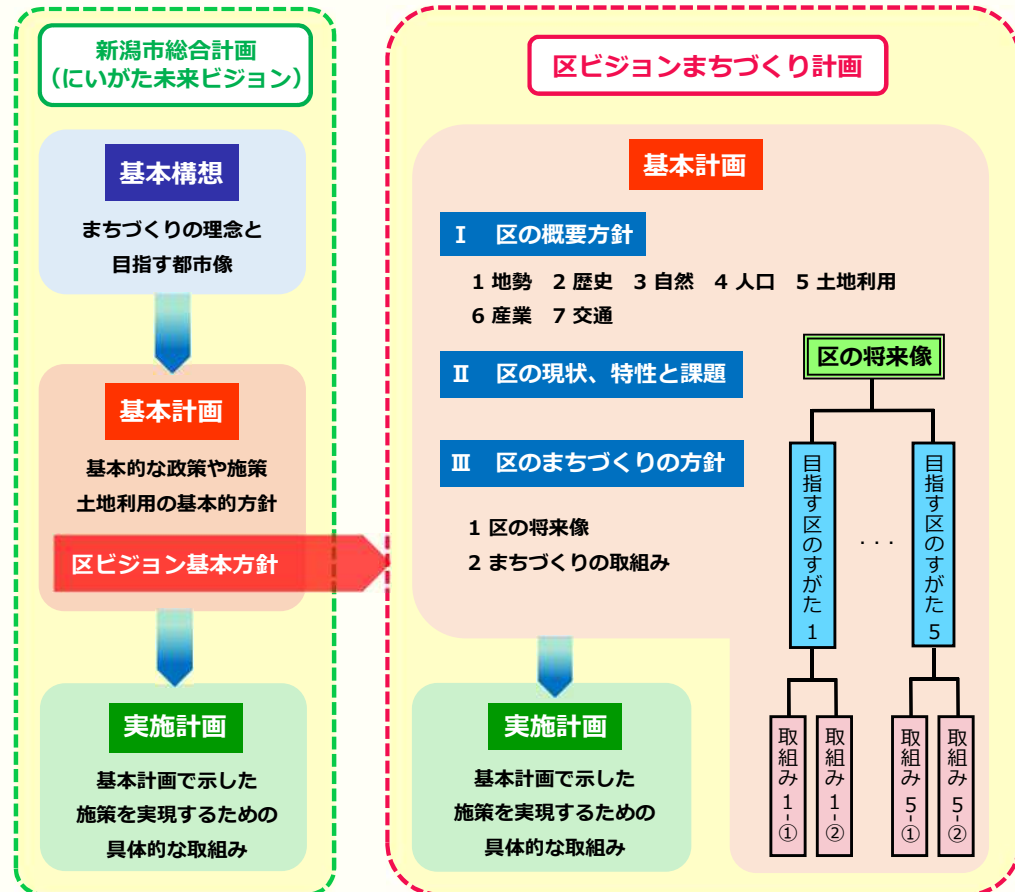 新潟市総合計画
（にいがた未来ビジョン）
基本構想
まちづくりの理念と
目指す都市像
基本計画
基本的な政策や施策
土地利用の基本的方針
区ビジョン基本方針
実施計画
基本計画で示した
施策を実現するための
具体的な取組み
区ビジョンまちづくり計画
基本計画
Ⅰ 区の概要方針
1 地勢 2 歴史 3 自然 4 人口 5 土地利用
6 産業 7 交通
Ⅱ 区の現状、特性と課題
Ⅲ 区のまちづくりの方針
1 区の将来像
2 まちづくりの取組み
実施計画
基本計画で示した
施策を実現するための
具体的な取組み
区の将来像
目指す区のすがた 1
・・・
目指す区のすがた 5
取組み 1-①
取組み 1-②
取組み 5-①
取組み 5-②